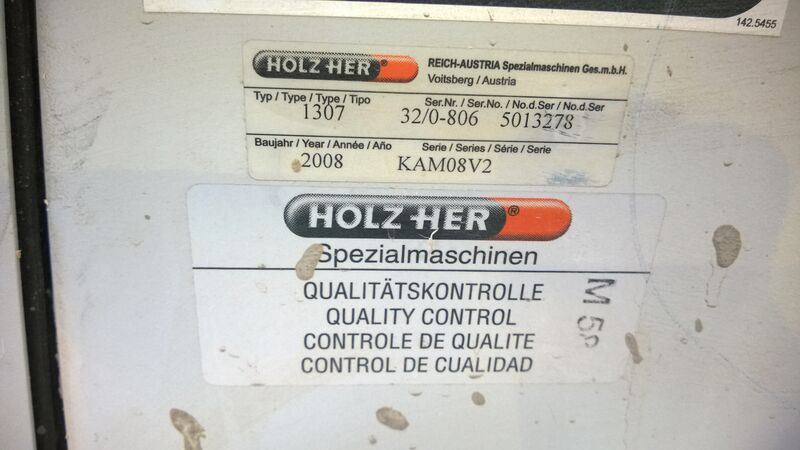 142.5455
HOLZ-HER® REICH-AUSTRIA Spezialmaschinen Ges.m.b.H.
Voitsberg / Austria
Typ / Type / Type / Tipo Ser.Nr. / Ser.No. / No.d.Ser / No.d.Ser
1307 32/0-806 5013278
Baujahr / Year / Année / Año Serie / Series / Série / Serie
2008 KAM08V2
HOLZ-HER®
Spezialmaschinen
QUALITÄTSKONTROLLE
QUALITY CONTROL
CONTROLE DE QUALITE
CONTROL DE CUALIDAD
M